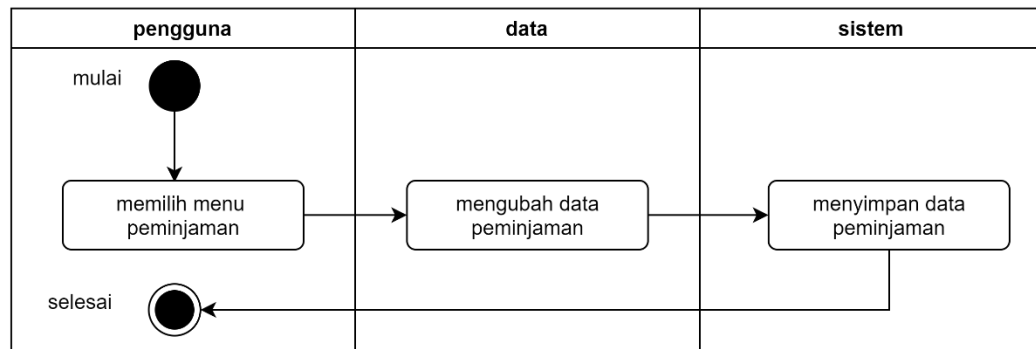 pengguna
data
sistem
mulai
memilih menu
peminjaman
mengubah data
peminjaman
menyimpan data
peminjaman
selesai